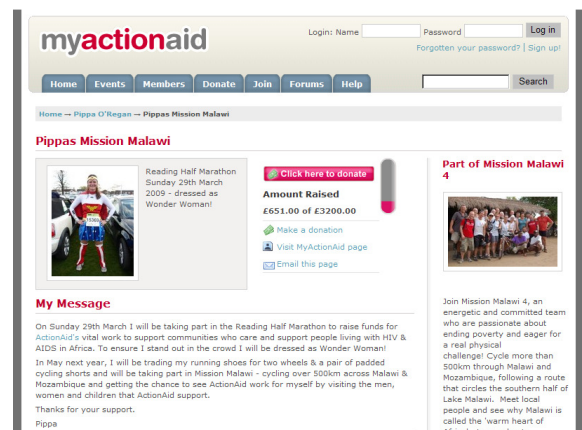 myactionaid
Login: Name
Password
Log in
Forgotten your password? | Sign up!
Home
Events
Members
Donate
Join
Forums
Help
Search
Home → Pippa O'Regan → Pippas Mission Malawi
Pippas Mission Malawi
Reading Half Marathon
Sunday 29th March
2009 - dressed as
Wonder Woman!
Click here to donate
Amount Raised
£651.00 of £3200.00
Make a donation
Visit MyActionAid page
Email this page
My Message
On Sunday 29th March I will be taking part in the Reading Half Marathon to raise funds for
ActionAid's vital work to support communities who care and support people living with HIV &
AIDS in Africa. To ensure I stand out in the crowd I will be dressed as Wonder Woman!
In May next year, I will be trading my running shoes for two wheels & a pair of padded
cycling shorts and will be taking part in Mission Malawi - cycling over 500km across Malawi &
Mozambique and getting the chance to see ActionAid work for myself by visiting the men,
women and children that ActionAid support.
Thanks for your support.
Pippa
Part of Mission Malawi
4
Join Mission Malawi 4, an
energetic and committed team
who are passionate about
ending poverty and eager for
a real physical
challenge! Cycle more than
500km through Malawi and
Mozambique, following a route
that circles the southern half of
Lake Malawi. Meet local
people and see why Malawi is
called the 'warm heart of